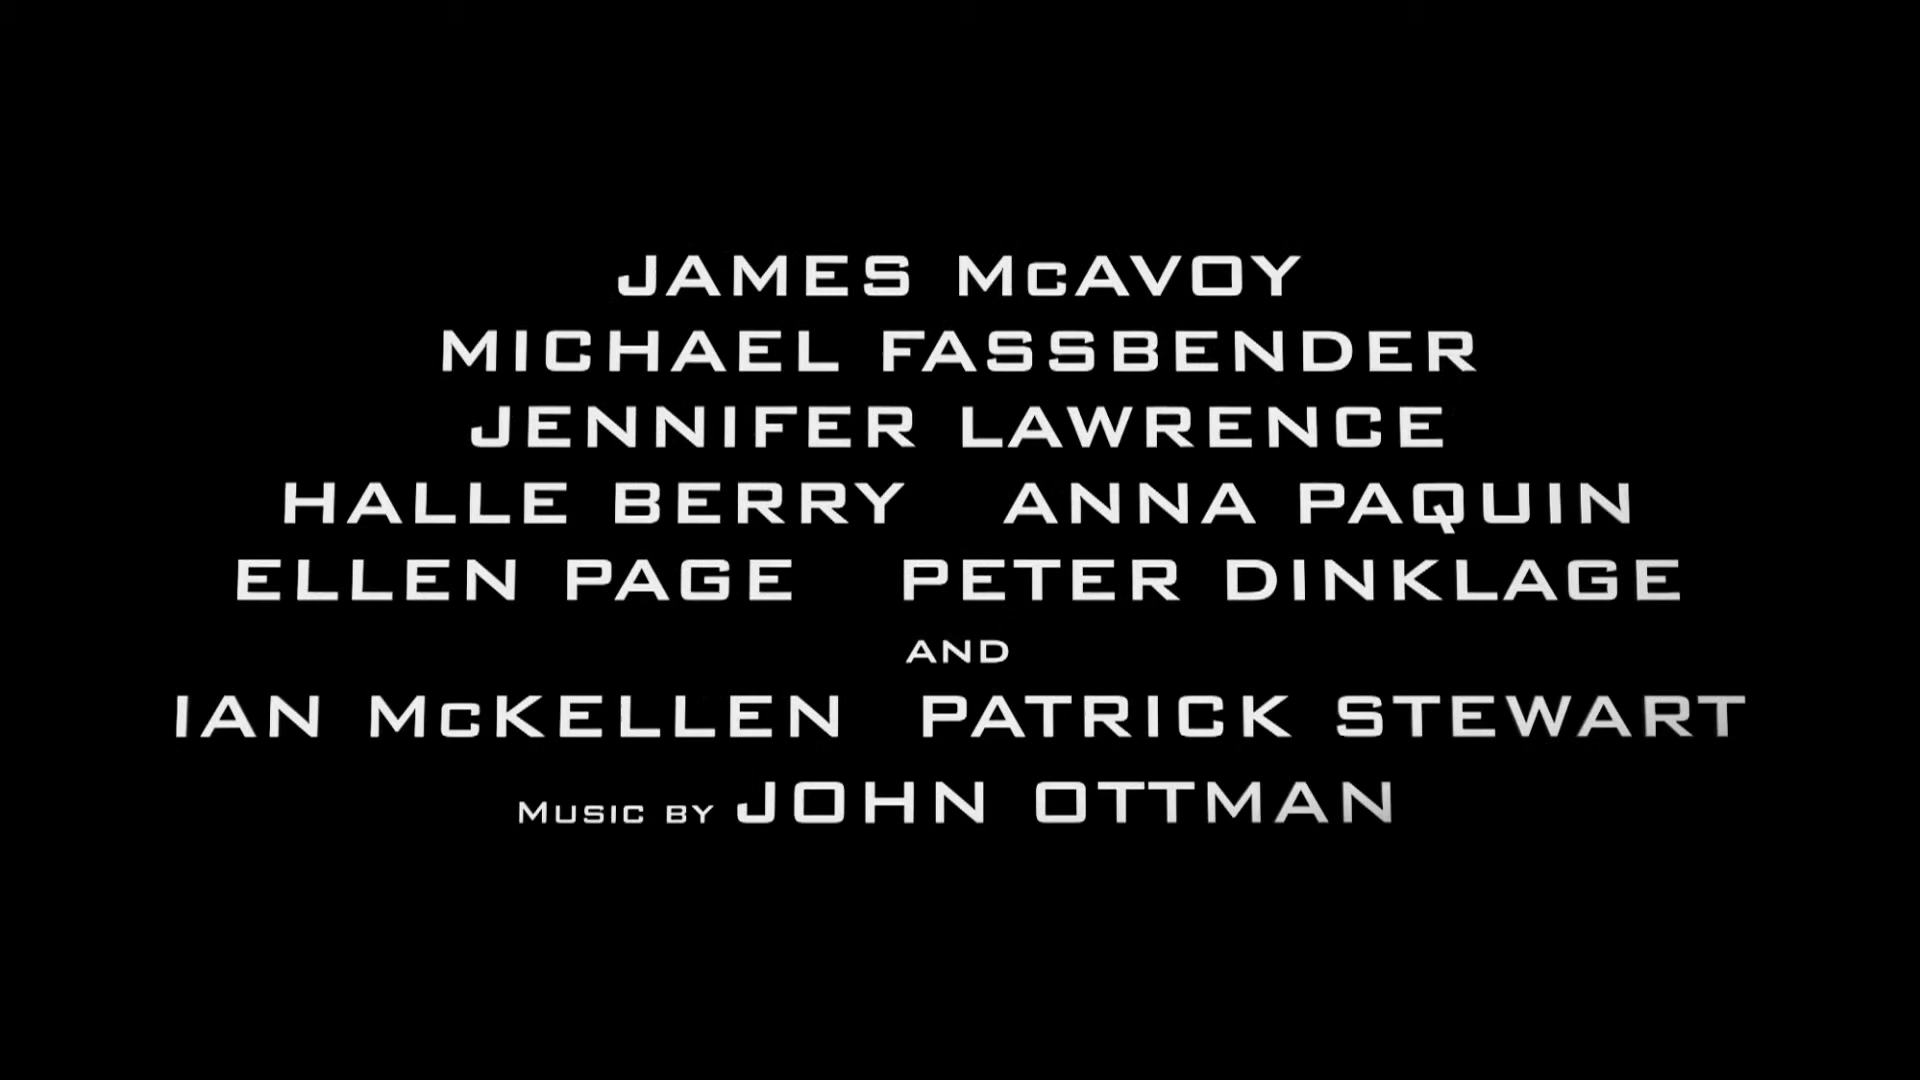 JAMES McAVOY
MICHAEL FASSBENDER
JENNIFER LAWRENCE
HALLE BERRY ANNA PAQUIN
ELLEN PAGE PETER DINKLAGE
AND
IAN McKELLEN PATRICK STEWART
MUSIC BY JOHN OTTMAN